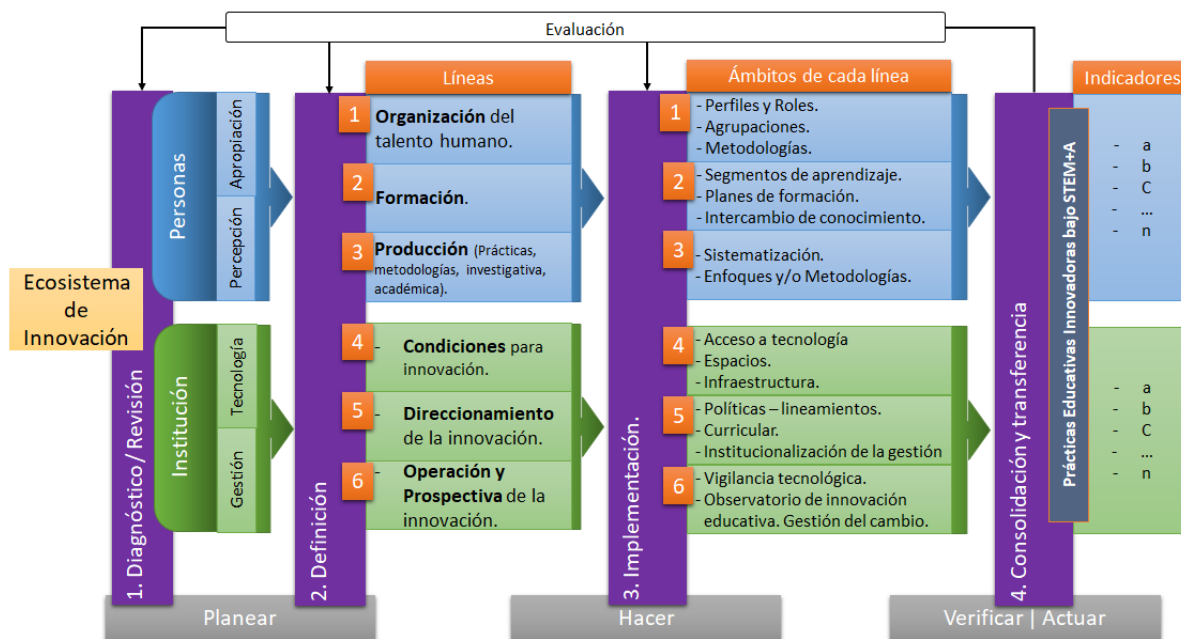 Evaluación
Líneas
Ámbitos de cada línea
Indicadores
Ecosistema
de
Innovación
1. Diagnóstico/ Revisión
Personas
Apropiación
Percepción
Institución
Tecnología
Gestión
2. Definición
1
Organización del
talento humano.
2
Formación.
3
Producción (Prácticas,
metodologías, investigativa,
académica).
4
- Condiciones para
innovación.
5
- Direccionamiento
de la innovación.
6
- Operación y
Prospectiva de la
innovación.
3. Implementación.
1
- Perfiles y Roles.
- Agrupaciones.
- Metodologías.
2
- Segmentos de aprendizaje.
- Planes de formación.
- Intercambio de conocimiento.
3
- Sistematización.
- Enfoques y/o Metodologías.
4
- Acceso a tecnología
- Espacios.
- Infraestructura.
5
- Políticas – lineamientos.
- Curricular.
- Institucionalización de la gestión
6
- Vigilancia tecnológica.
- Observatorio de innovación
educativa. Gestión del cambio.
4. Consolidación y transferencia
Prácticas Educativas Innovadoras bajo STEM+A
- a
- b
- C
- ...
- n
- a
- b
- C
- ...
- n
Planear
Hacer
Verificar | Actuar